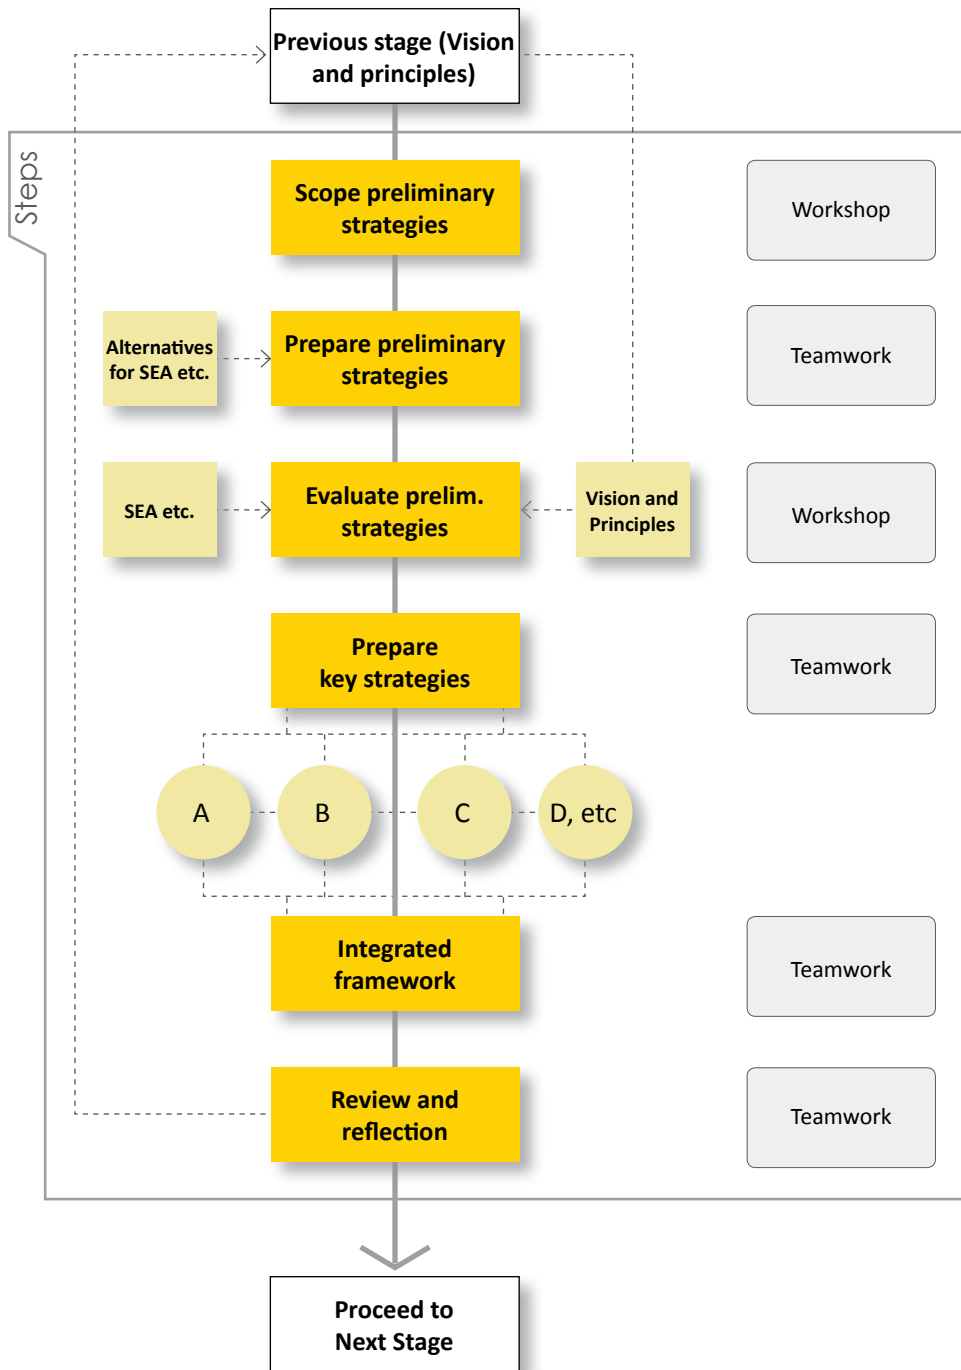 Previous stage (Vision
and principles)
Steps
Scope preliminary
strategies
Workshop
Alternatives
for SEA etc.
Prepare preliminary
strategies
Teamwork
SEA etc.
Evaluate prelim.
strategies
Vision and
Principles
Workshop
Prepare
key strategies
Teamwork
A
B
C
D, etc
Integrated
framework
Teamwork
Review and
reflection
Teamwork
Proceed to
Next Stage